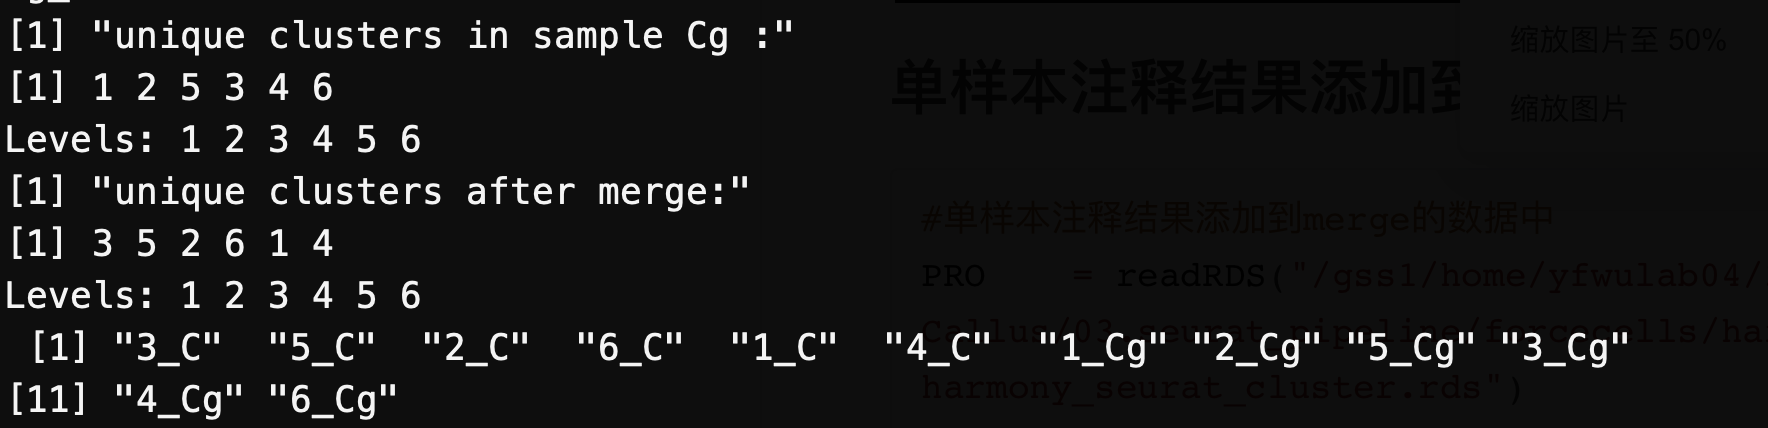 [1] "unique clusters in sample Cg :"
[1] 1 2 5 3 4 6
Levels: 1 2 3 4 5 6
[1] "unique clusters after merge:"
[1] 3 5 2 6 1 4
Levels: 1 2 3 4 5 6
 [1] "3_C"  "5_C"  "2_C"  "6_C"  "1_C"  "4_C"  "1_Cg" "2_Cg" "5_Cg" "3_Cg"
[11] "4_Cg" "6_Cg"
缩放图片至 50%
单样本注释结果添加到
缩放图片
#单样本注释结果添加到merge的数据中
PRO = readRDS("/gss1/home/yfwulab04/
harmony_seurat_cluster.rds")